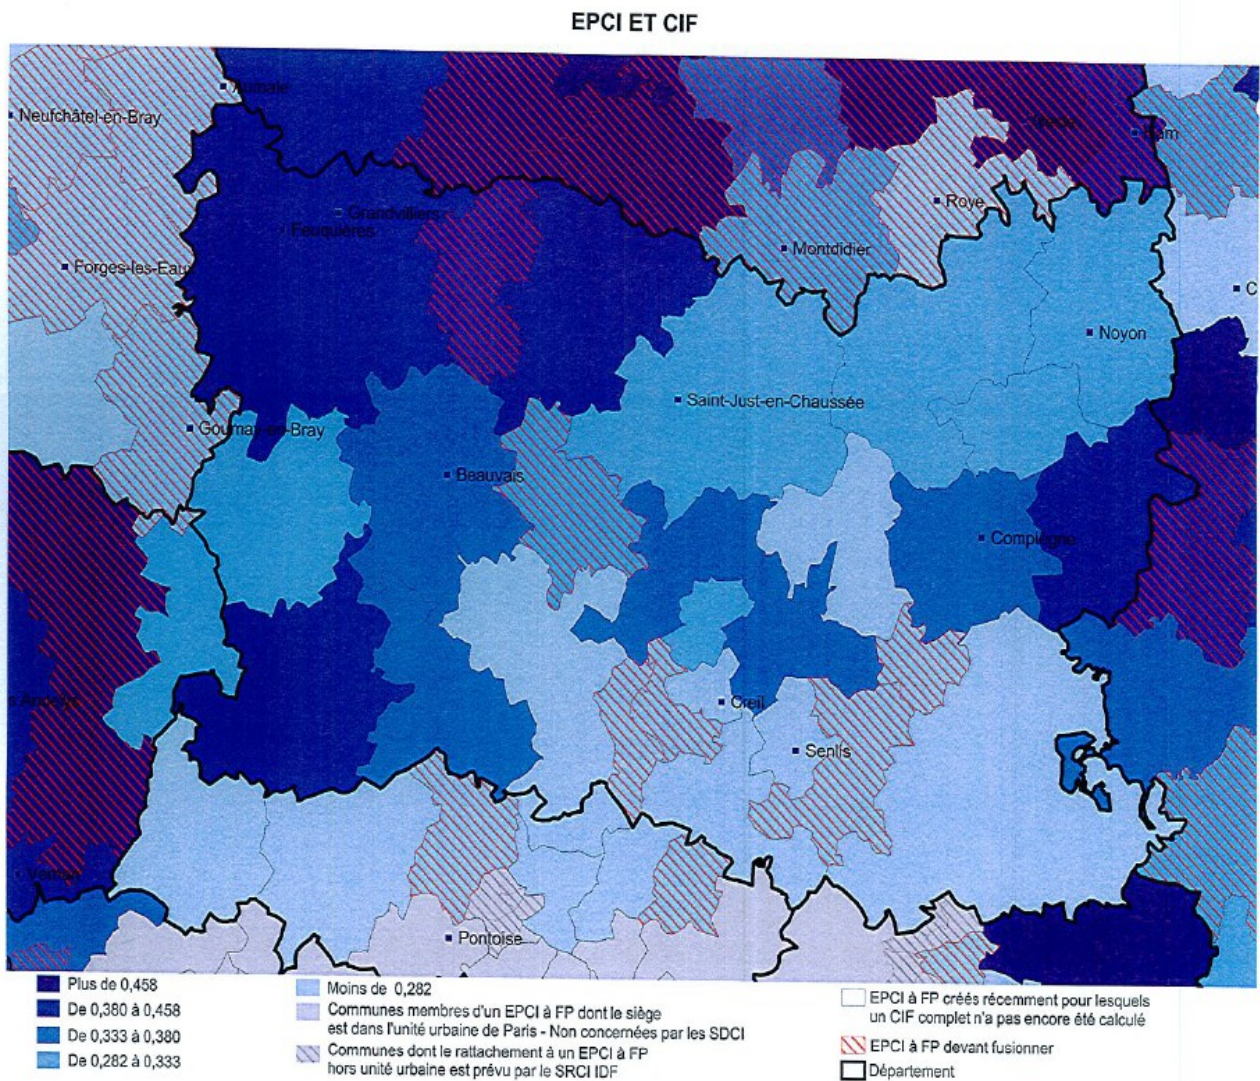 EPCI ET CIF
Aumale
Neufchâtel-en-Bray
Ham
Roye
Grandvilliers
Feuquières
Montdidier
Forges-les-Eau
C
Noyon
Saint-Just-en-Chaussée
Gournay-en-Bray
Beauvais
Compiègne
Creil
Senlis
Vernon
Pontoise
Plus de 0,458
De 0,380 à 0,458
De 0,333 à 0,380
De 0,282 à 0,333
Moins de 0,282
Communes membres d'un EPCI à FP dont le siège
est dans l'unité urbaine de Paris - Non concernées par les SDCI
Communes dont le rattachement à un EPCI à FP
hors unité urbaine est prévu par le SRCI IDF
EPCI à FP créés récemment pour lesquels
un CIF complet n'a pas encore été calculé
EPCI à FP devant fusionner
Département